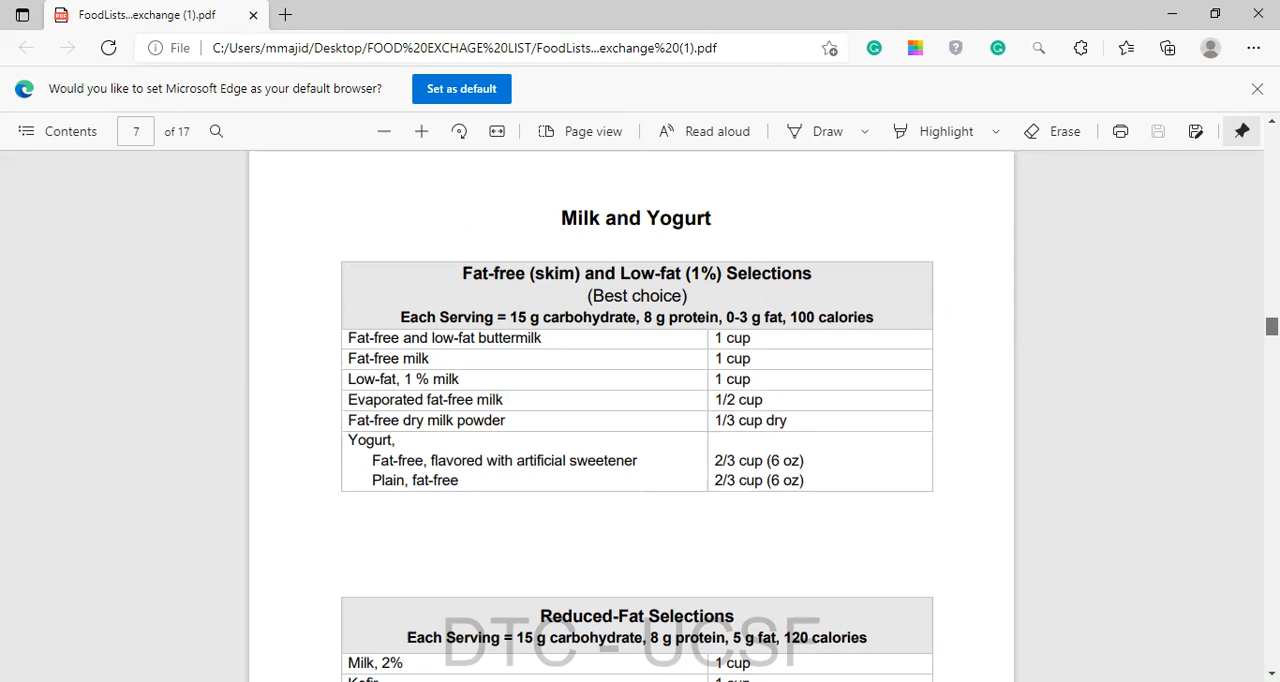 FoodLists...exchange (1).pdf
File
C:/Users/mmajid/Desktop/FOOD%20EXCHAGE%20LIST/FoodLists...exchange%20(1).pdf
Would you like to set Microsoft Edge as your default browser?
Set as default
Contents
7
of 17
Page view
Read aloud
Draw
Highlight
Erase
Milk and Yogurt
Fat-free (skim) and Low-fat (1%) Selections
(Best choice)
Each Serving = 15 g carbohydrate, 8 g protein, 0-3 g fat, 100 calories
Fat-free and low-fat buttermilk 1 cup
Fat-free milk 1 cup
Low-fat, 1 % milk 1 cup
Evaporated fat-free milk 1/2 cup
Fat-free dry milk powder 1/3 cup dry
Yogurt,
Fat-free, flavored with artificial sweetener 2/3 cup (6 oz)
Plain, fat-free 2/3 cup (6 oz)
Reduced-Fat Selections
Each Serving = 15 g carbohydrate, 8 g protein, 5 g fat, 120 calories
DTC - UCSF
Milk, 2% 1 cup